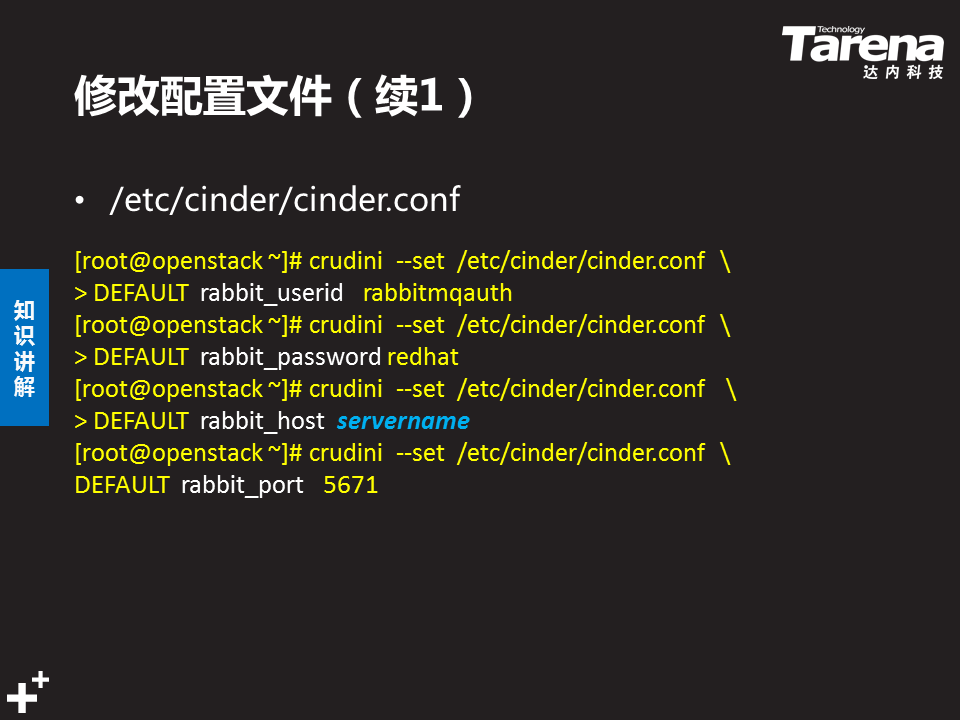 Technology
Tarena
达内科技
修改配置文件（续1）
• /etc/cinder/cinder.conf
[root@openstack ~]# crudini --set /etc/cinder/cinder.conf \
> DEFAULT rabbit_userid rabbitmqauth
[root@openstack ~]# crudini --set /etc/cinder/cinder.conf \
> DEFAULT rabbit_password redhat
[root@openstack ~]# crudini --set /etc/cinder/cinder.conf \
> DEFAULT rabbit_host servername
[root@openstack ~]# crudini --set /etc/cinder/cinder.conf \
DEFAULT rabbit_port 5671
知识讲解